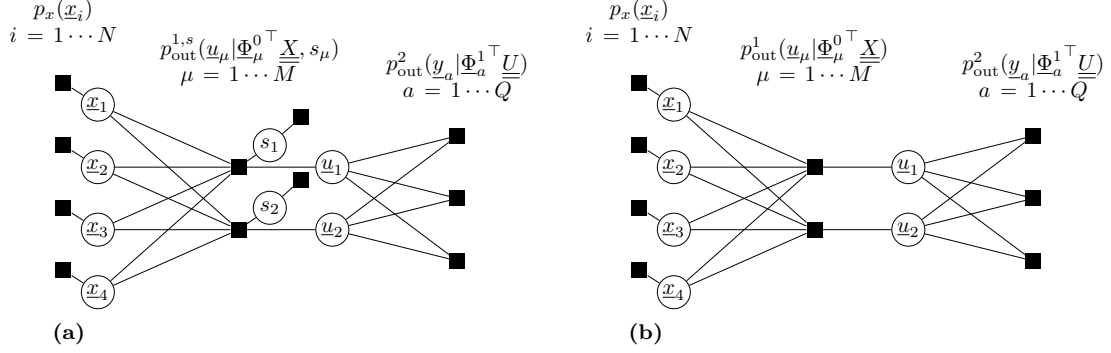 p_x(x_i)
i = 1 ⋯ N
p_out^{1,s}(u_μ|Φ_μ^0⊤ X, s_μ)
μ = 1 ⋯ M
p_out^2(y_a|Φ_a^1⊤ U)
a = 1 ⋯ Q
x_1
x_2
x_3
x_4
s_1
s_2
u_1
u_2
(a)
p_x(x_i)
i = 1 ⋯ N
p_out^1(u_μ|Φ_μ^0⊤ X)
μ = 1 ⋯ M
p_out^2(y_a|Φ_a^1⊤ U)
a = 1 ⋯ Q
x_1
x_2
x_3
x_4
u_1
u_2
(b)